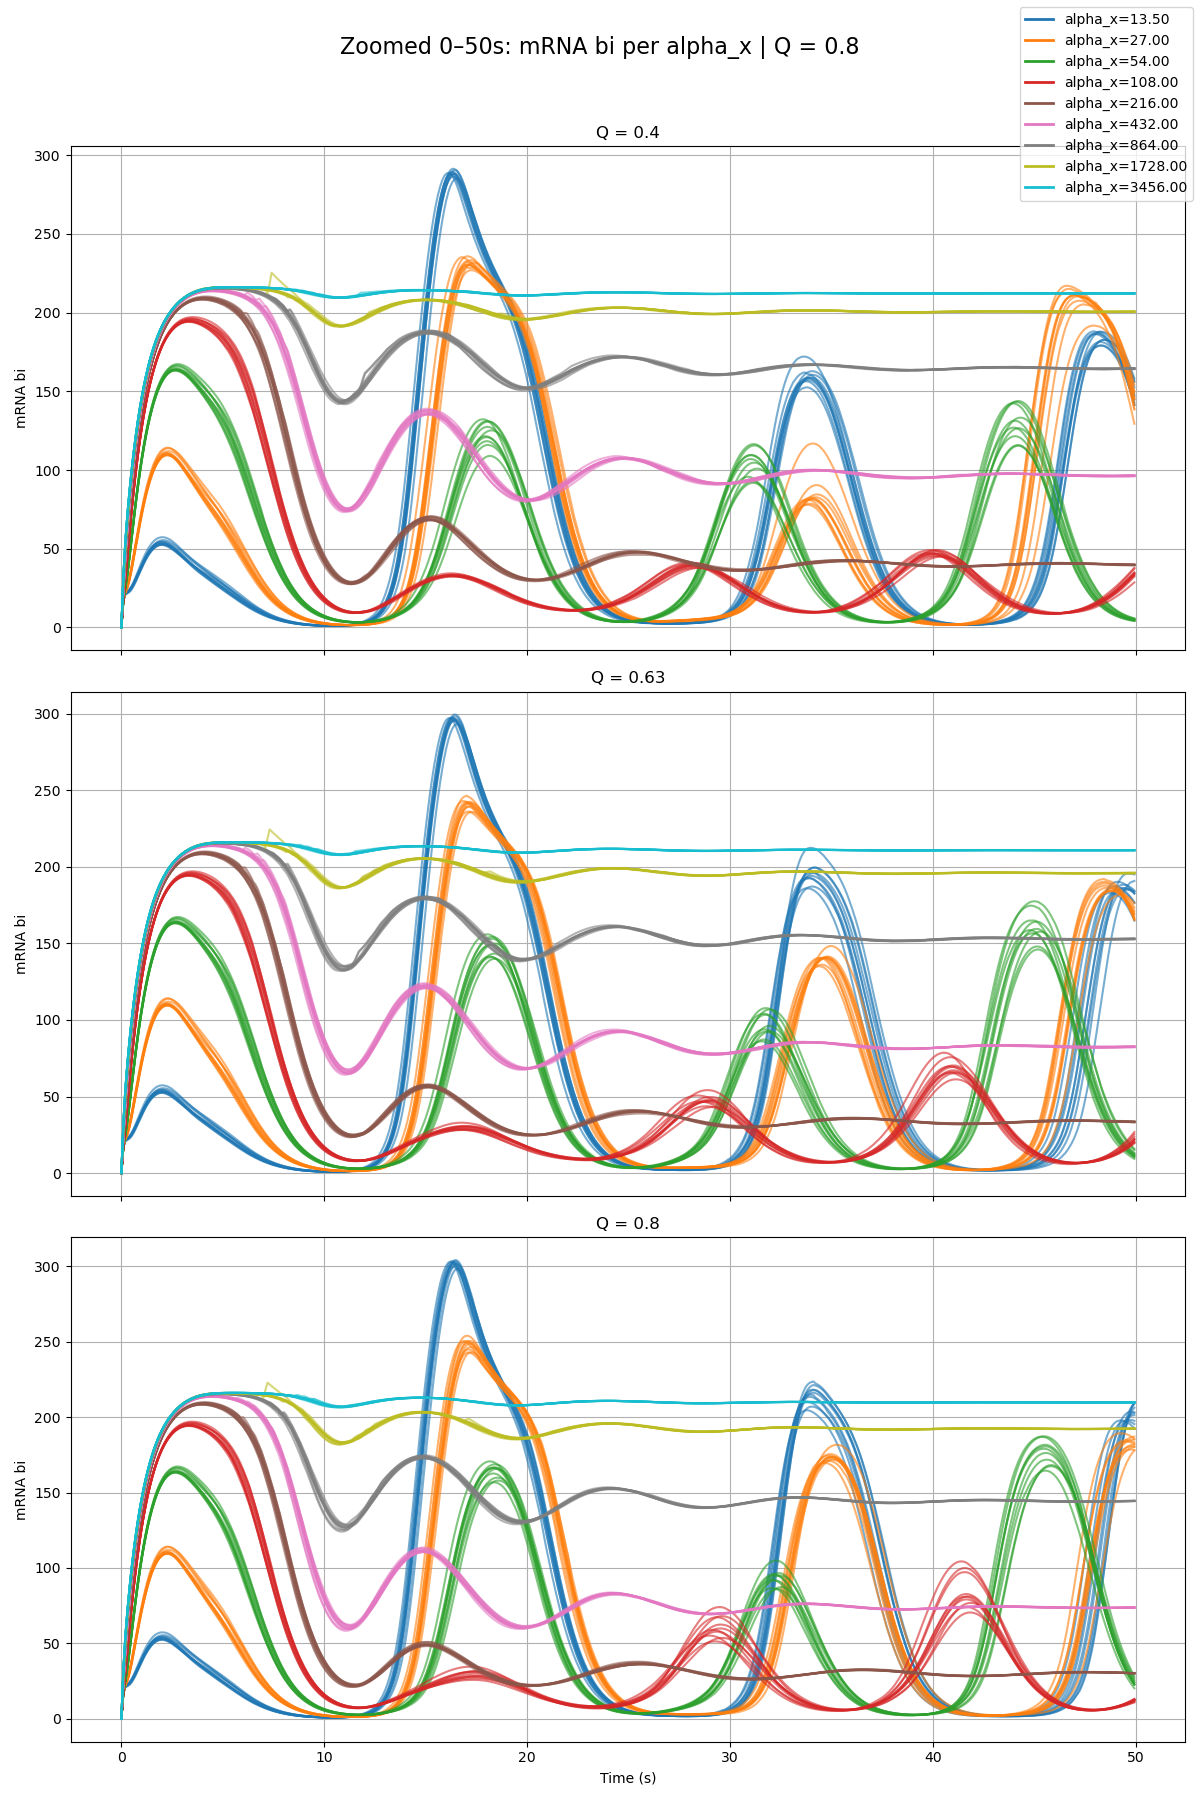 Zoomed 0–50s: mRNA bi per alpha_x | Q = 0.8
alpha_x=13.50
alpha_x=27.00
alpha_x=54.00
alpha_x=108.00
alpha_x=216.00
alpha_x=432.00
alpha_x=864.00
alpha_x=1728.00
alpha_x=3456.00
Q = 0.4
300
250
200
150
100
50
0
mRNA bi
Q = 0.63
300
250
200
150
100
50
0
mRNA bi
Q = 0.8
300
250
200
150
100
50
0
mRNA bi
0 10 20 30 40 50
Time (s)